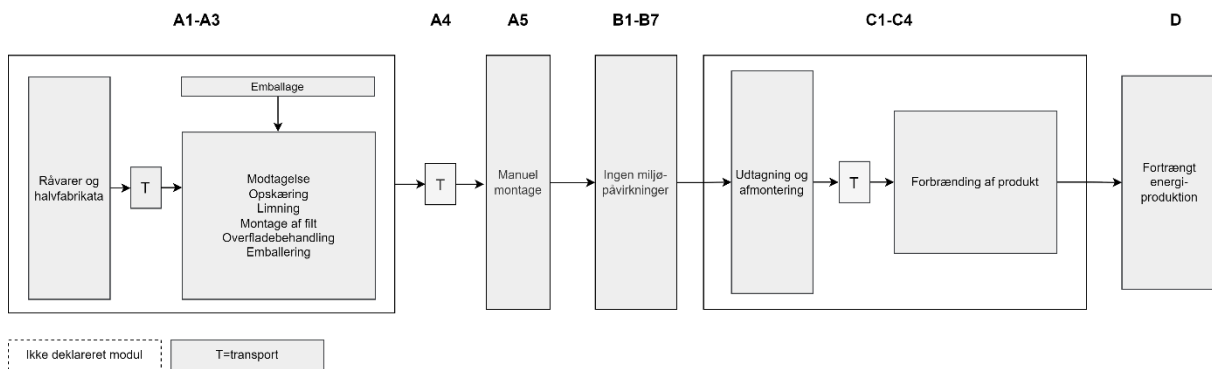 A1-A3
A4
A5
B1-B7
C1-C4
D
Råvarer og
halvfabrikata
T
Emballage
Modtagelse
Opskæring
Limning
Montage af filt
Overfladebehandling
Emballering
T
Manuel
montage
Ingen miljø-
påvirkninger
Udtagning og
afmontering
T
Forbrænding af produkt
Fortrængt
energi-
produktion
Ikke deklareret modul
T=transport